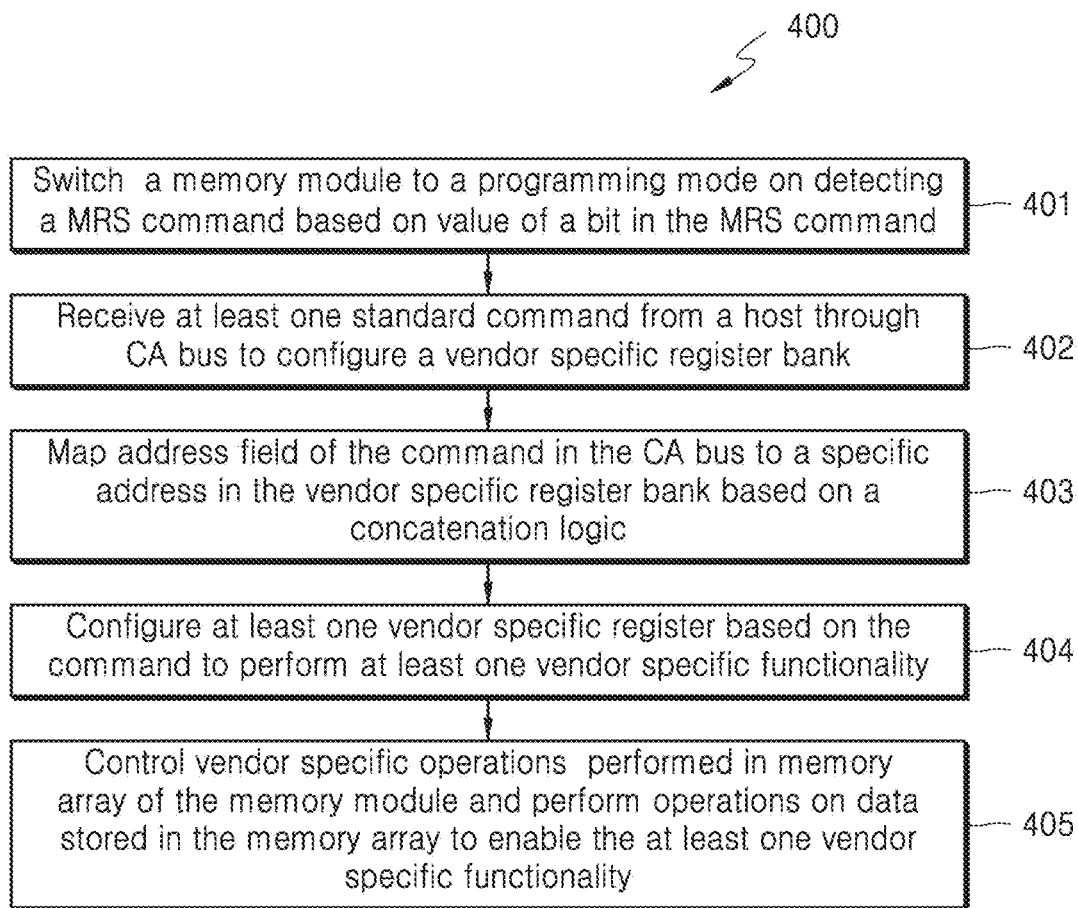 400
Switch a memory module to a programming mode on detecting
a MRS command based on value of a bit in the MRS command
401
Receive at least one standard command from a host through
CA bus to configure a vendor specific register bank
402
Map address field of the command in the CA bus to a specific
address in the vendor specific register bank based on a
concatenation logic
403
Configure at least one vendor specific register based on the
command to perform at least one vendor specific functionality
404
Control vendor specific operations performed in memory
array of the memory module and perform operations on data
stored in the memory array to enable the at least one vendor
specific functionality
405